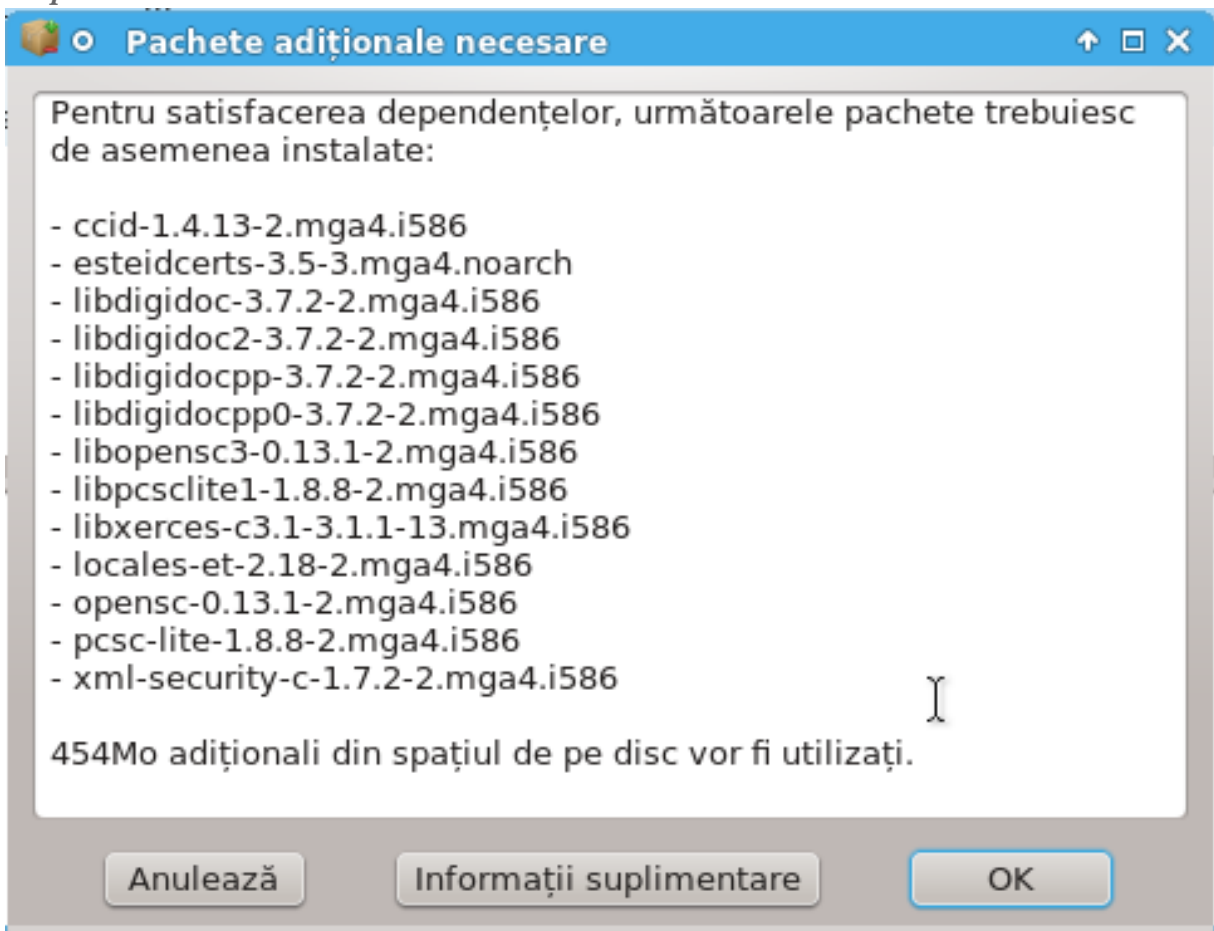 Pachete adiționale necesare
Pentru satisfacerea dependențelor, următoarele pachete trebuiesc
de asemenea instalate:
- ccid-1.4.13-2.mga4.i586
- esteidcerts-3.5-3.mga4.noarch
- libdigidoc-3.7.2-2.mga4.i586
- libdigidoc2-3.7.2-2.mga4.i586
- libdigidocpp-3.7.2-2.mga4.i586
- libdigidocpp0-3.7.2-2.mga4.i586
- libopensc3-0.13.1-2.mga4.i586
- libpcsclite1-1.8.8-2.mga4.i586
- libxerces-c3.1-3.1.1-13.mga4.i586
- locales-et-2.18-2.mga4.i586
- opensc-0.13.1-2.mga4.i586
- pcsc-lite-1.8.8-2.mga4.i586
- xml-security-c-1.7.2-2.mga4.i586
454Mo adiționali din spațiul de pe disc vor fi utilizați.
Anulează Informații suplimentare OK